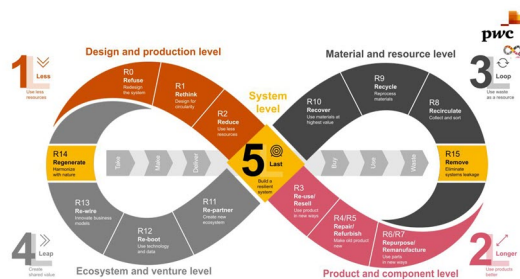 pwc
Design and production level
Material and resource level
1
Less
Use less
resources
R0
Refuse
Redesign
the system
R1
Rethink
Design for
circularity
R2
Reduce
Use less
resources
System
level
R10
Recover
Use materials at
highest value
R9
Recycle
Reprocess
materials
R8
Recirculate
Collect and sort
3
Loop
Use waste
as a resource
R14
Regenerate
Harmonise
with nature
Take
Make
Deliver
5
Last
Build a
resilient
system
Buy
Use
Waste
R15
Remove
Eliminate
systems leakage
R13
Re-wire
Innovate business
models
R12
Re-boot
Use technology
and data
R11
Re-partner
Create new
ecosystem
R3
Re-use/
Resell
Use product
in new ways
R4/R5
Repair/
Refurbish
Make old product
new
R6/R7
Repurpose/
Remanufacture
Use parts
in new ways
4
Leap
Create
shared value
2
Longer
Use products
better
Ecosystem and venture level
Product and component level